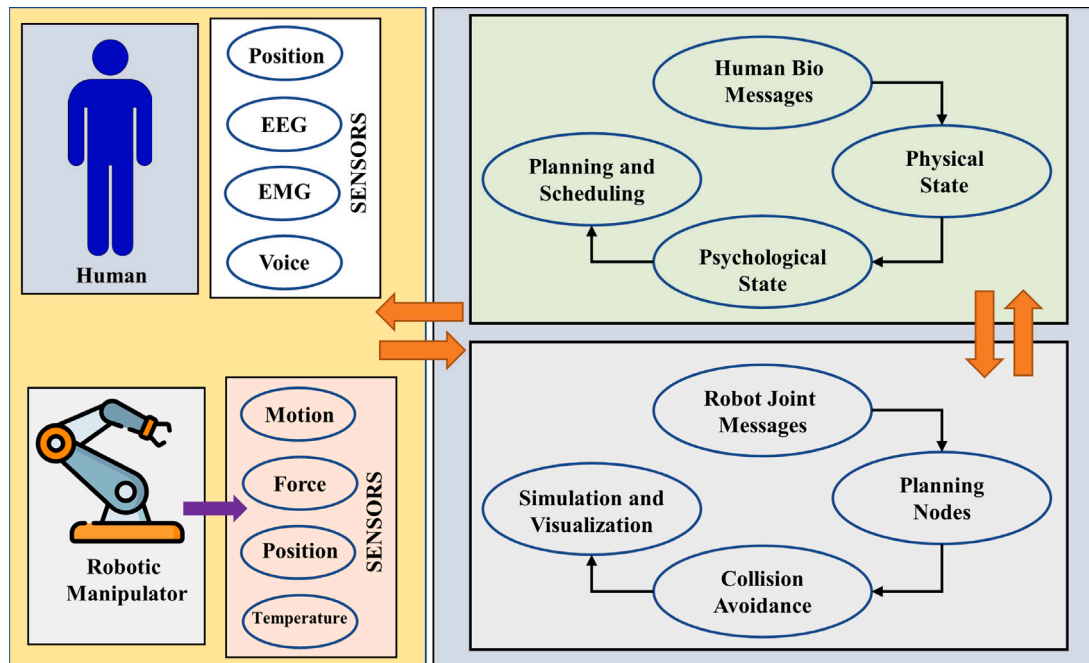 Human
Position
EEG
EMG
Voice
SENSORS
Robotic
Manipulator
Motion
Force
Position
Temperature
SENSORS
Human Bio
Messages
Physical
State
Psychological
State
Planning and
Scheduling
Robot Joint
Messages
Planning
Nodes
Collision
Avoidance
Simulation and
Visualization